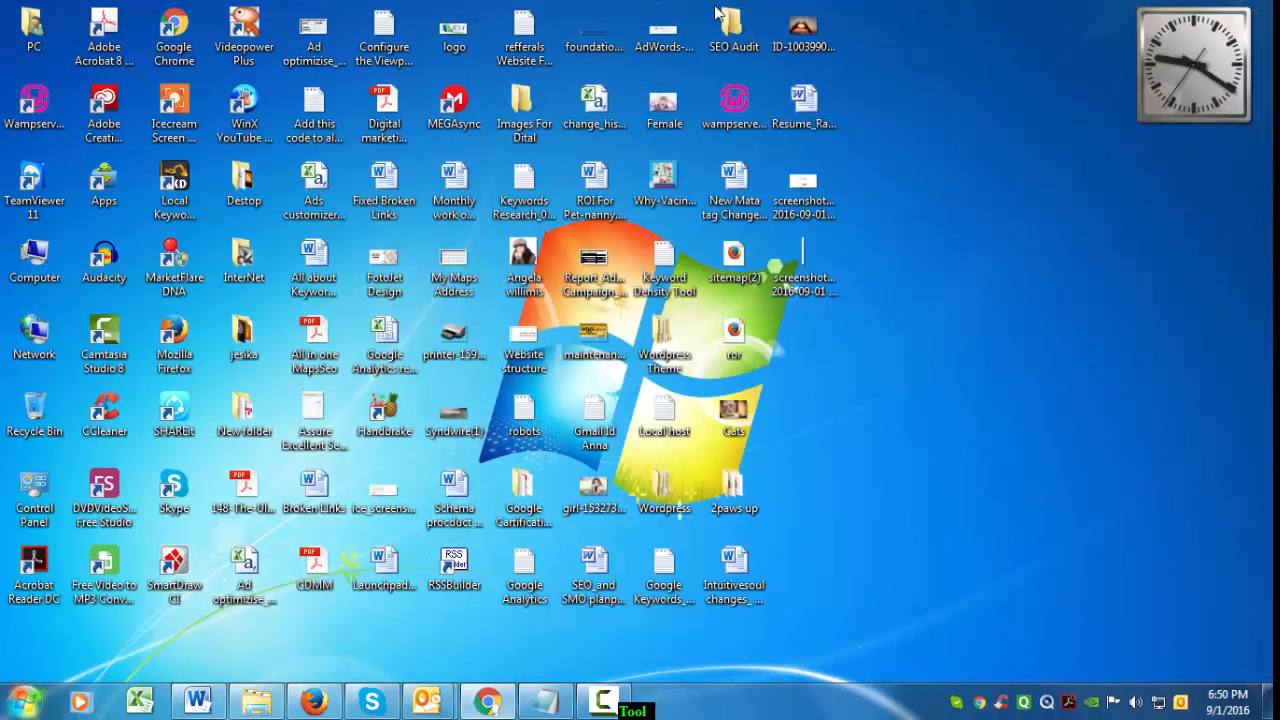 PC
Adobe
Acrobat 8 ...
Google
Chrome
Videopower
Plus
Ad
optimizise_...
Configure
the Viewp...
logo
refferals
Website F...
foundatio...
AdWords-...
SEO Audit
ID-1003990...
Wampserv...
Adobe
Creati...
Icecream
Screen ...
WinX
YouTube ...
Add this
code to al...
Digital
marketi...
MEGAsync
Images For
Dital
change_his...
Female
wampserve...
Resume_Ra...
TeamViewer
11
Apps
Local
Keywo...
Destop
Ads
customizer...
Fixed Broken
Links
Monthly
work o...
Keywords
Research_0...
ROI For
Pet-nanny...
Why-Vacin...
New Mata
tag Change...
screenshot...
2016-09-01...
Computer
Audacity
MarketFlare
DNA
InterNet
All about
Keywor...
FotoJet
Design
My Maps
Address
Angela
willimis
Report_Ad...
Campaign_...
Keyword
Density Tool
sitemap(2)
screenshot...
2016-09-01 ...
Network
Camtasia
Studio 8
Mozilla
Firefox
jesika
All in one
MapsSeo
Google
Analytics re...
printer-159...
Website
structure
maintenan...
Wordpress
Theme
ror
Recycle Bin
CCleaner
SHAREit
New folder
Assure
Excellent Se...
Handbrake
Syndwire(1)
robots
Gmail Id
Anna
Local host
Cats
Control
Panel
DVDVideoS...
Free Studio
Skype
148-The-Ul...
Broken Links
ice_screens...
Schema
procduct ...
Google
Cartificati...
girl-153273...
Wordpress
2paws up
Acrobat
Reader DC
Free Video to
MP3 Conv...
SmartDraw
CI
Ad
optimizise_...
CDMM
Launchpad...
RSSBuilder
Google
Analytics
SEO_and
SMO planp...
Google
Keywords_...
Intuitivesoul
changes_ ...
Tool
6:50 PM
9/1/2016